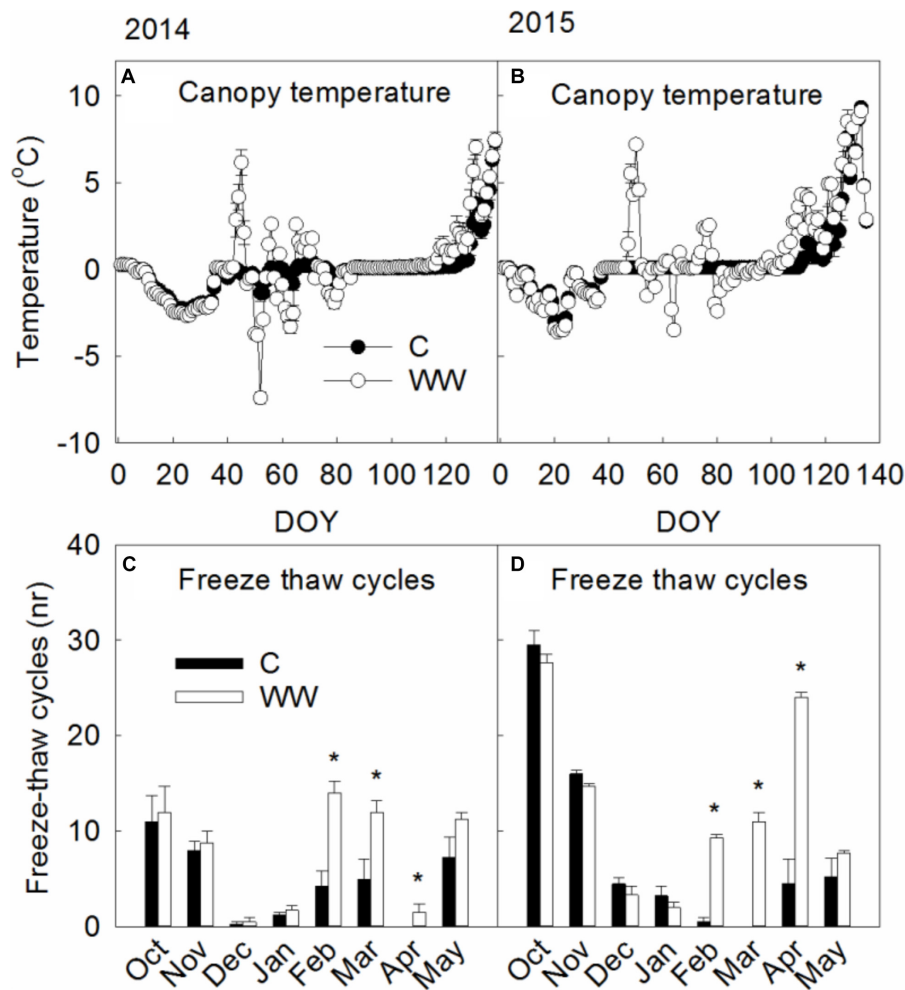 2014
2015
A
Canopy temperature
B
Canopy temperature
Temperature (°C)
10
5
0
-5
-10
C
WW
0 20 40 60 80 100 120
0 20 40 60 80 100 120 140
DOY
DOY
C
Freeze thaw cycles
D
Freeze thaw cycles
Freeze-thaw cycles (nr)
40
30
20
10
0
C
WW
* * *
* * *
Oct Nov Dec Jan Feb Mar Apr May
Oct Nov Dec Jan Feb Mar Apr May